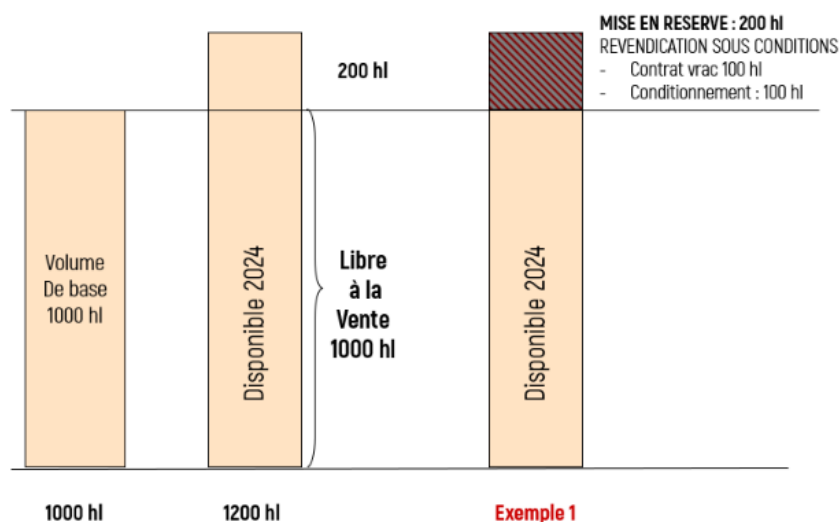 MISE EN RESERVE : 200 hl
REVENDICATION SOUS CONDITIONS
- Contrat vrac 100 hl
- Conditionnement : 100 hl
200 hl
Volume
De base
1000 hl
Disponible 2024
Libre
à la
Vente
1000 hl
Disponible 2024
1000 hl
1200 hl
Exemple 1